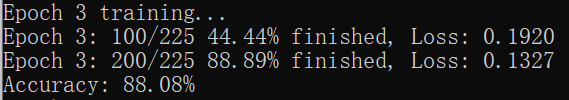 Epoch 3 training...
Epoch 3: 100/225 44.44% finished, Loss: 0.1920
Epoch 3: 200/225 88.89% finished, Loss: 0.1327
Accuracy: 88.08%